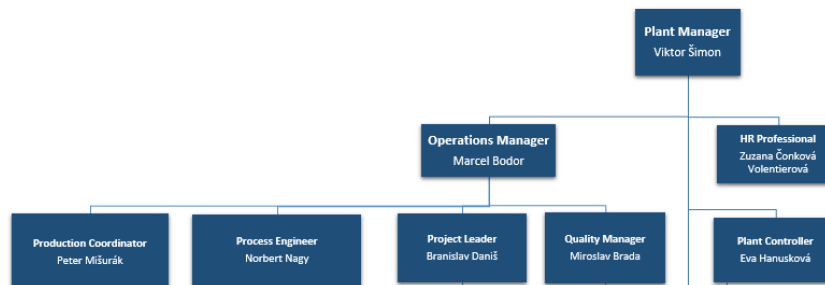 Plant Manager
Viktor Šimon
Operations Manager
Marcel Bodor
HR Professional
Zuzana Čonková
Volentierová
Production Coordinator
Peter Mišurák
Process Engineer
Norbert Nagy
Project Leader
Branislav Daniš
Quality Manager
Miroslav Brada
Plant Controller
Eva Hanusková